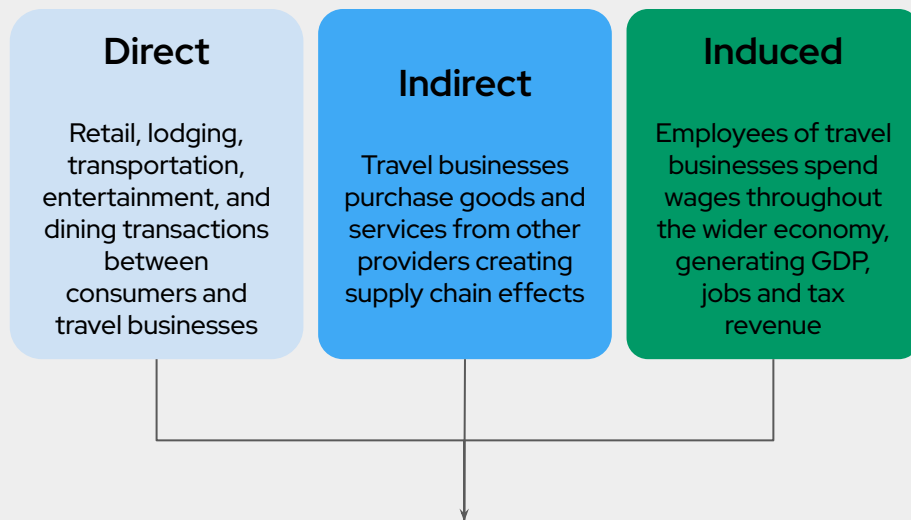 Direct
Retail, lodging,
transportation,
entertainment, and
dining transactions
between
consumers and
travel businesses
Indirect
Travel businesses
purchase goods and
services from other
providers creating
supply chain effects
Induced
Employees of travel
businesses spend
wages throughout
the wider economy,
generating GDP,
jobs and tax
revenue